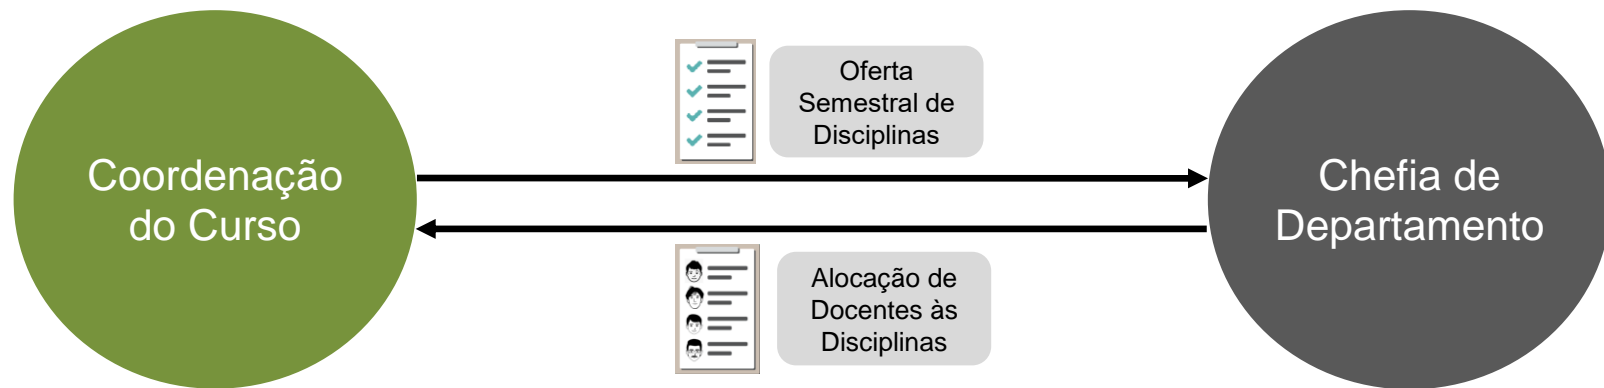 Coordenação
do Curso
Oferta
Semestral de
Disciplinas
Alocação de
Docentes às
Disciplinas
Chefia de
Departamento